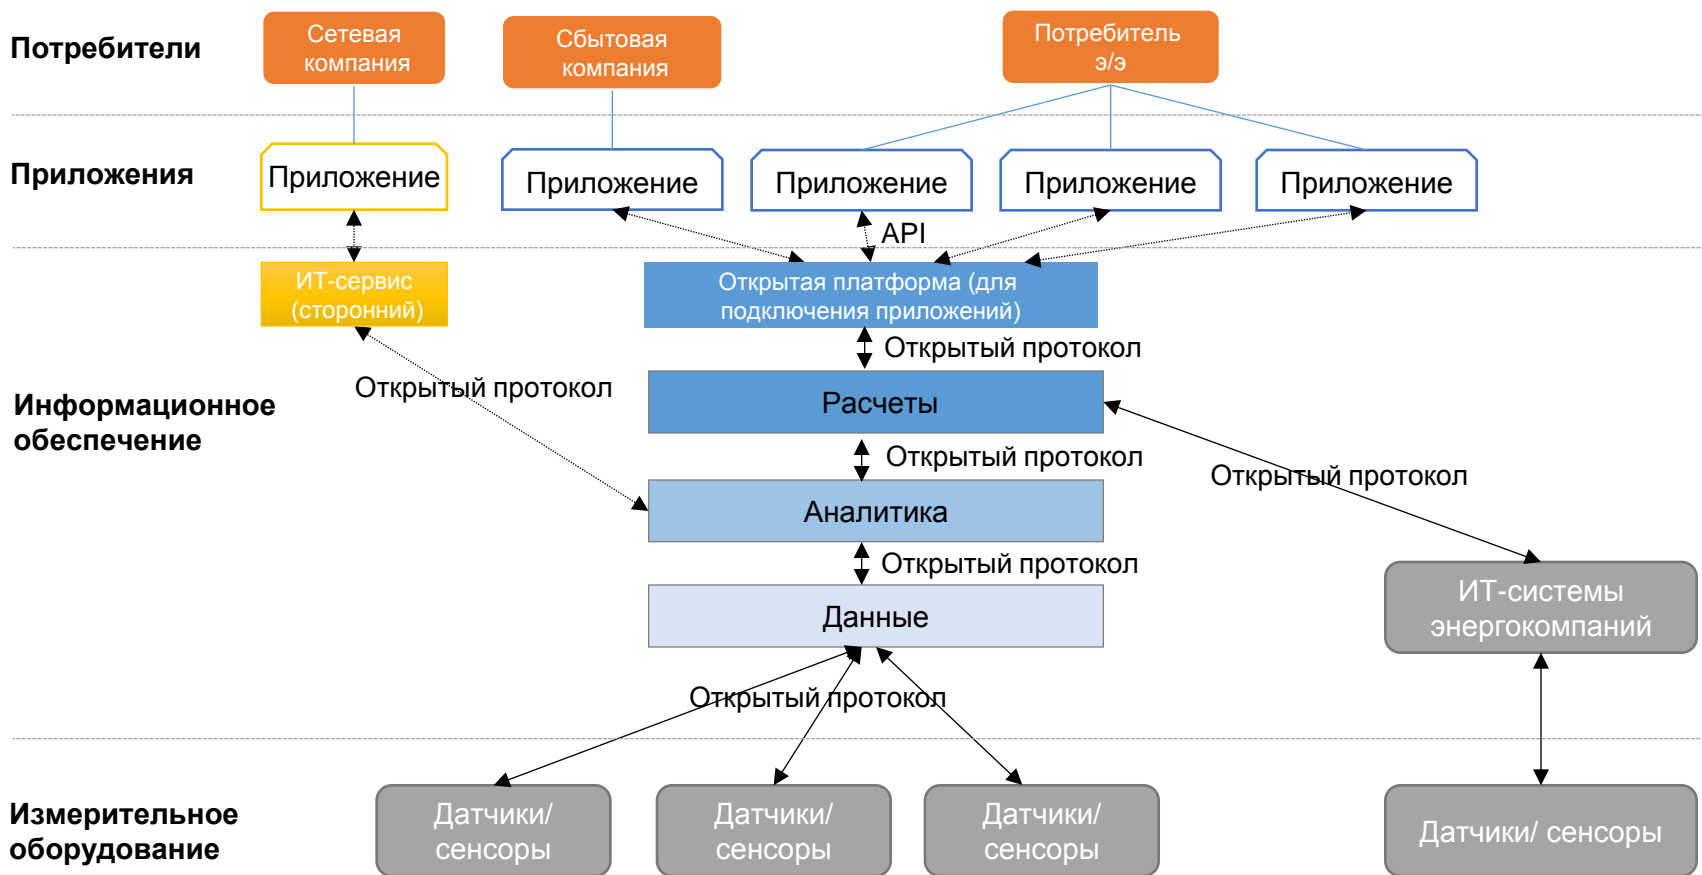 Потребители
Сетевая
компания
Сбытовая
компания
Потребитель
э/э
Приложения
Приложение
Приложение
Приложение
Приложение
Приложение
API
ИТ-сервис
(сторонний)
Открытая платформа (для
подключения приложений)
Открытый протокол
Информационное
обеспечение
Открытый протокол
Расчеты
Открытый протокол
Открытый протокол
Аналитика
Открытый протокол
Данные
ИТ-системы
энергокомпаний
Открытый протокол
Измерительное
оборудование
Датчики/
сенсоры
Датчики/
сенсоры
Датчики/
сенсоры
Датчики/ сенсоры